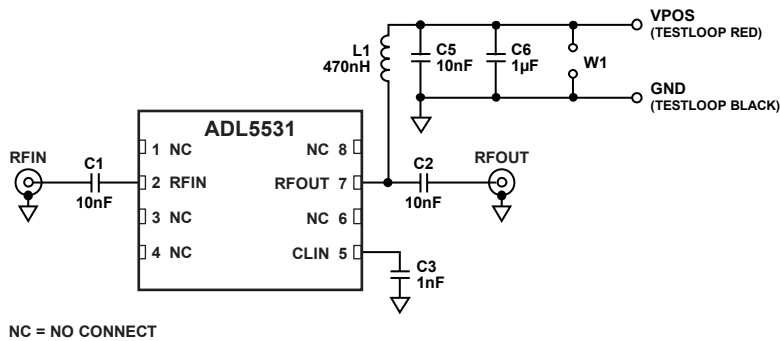 VPOS
(TESTLOOP RED)
L1
470nH
C5
10nF
C6
1µF
W1
GND
(TESTLOOP BLACK)
ADL5531
RFIN
C1
10nF
1 NC
NC 8
2 RFIN
RFOUT 7
C2
10nF
RFOUT
3 NC
NC 6
4 NC
CLIN 5
C3
1nF
NC = NO CONNECT